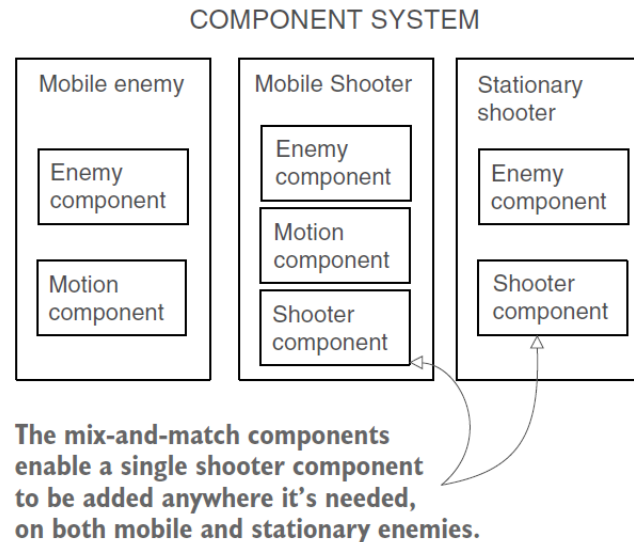 COMPONENT SYSTEM
Mobile enemy
Enemy
component
Motion
component
Mobile Shooter
Enemy
component
Motion
component
Shooter
component
Stationary
shooter
Enemy
component
Shooter
component
The mix-and-match components
enable a single shooter component
to be added anywhere it’s needed,
on both mobile and stationary enemies.